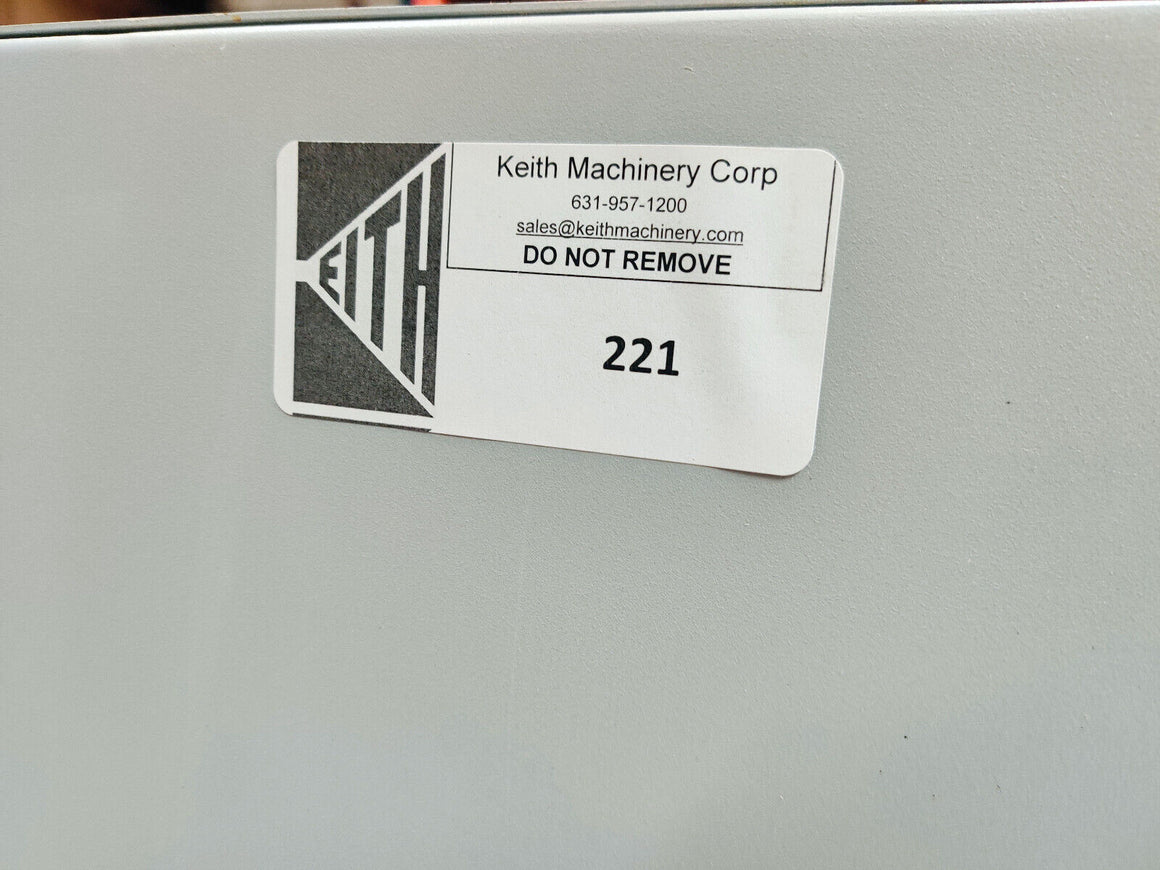 KEITH
Keith Machinery Corp
631-957-1200
sales@keithmachinery.com
DO NOT REMOVE
221